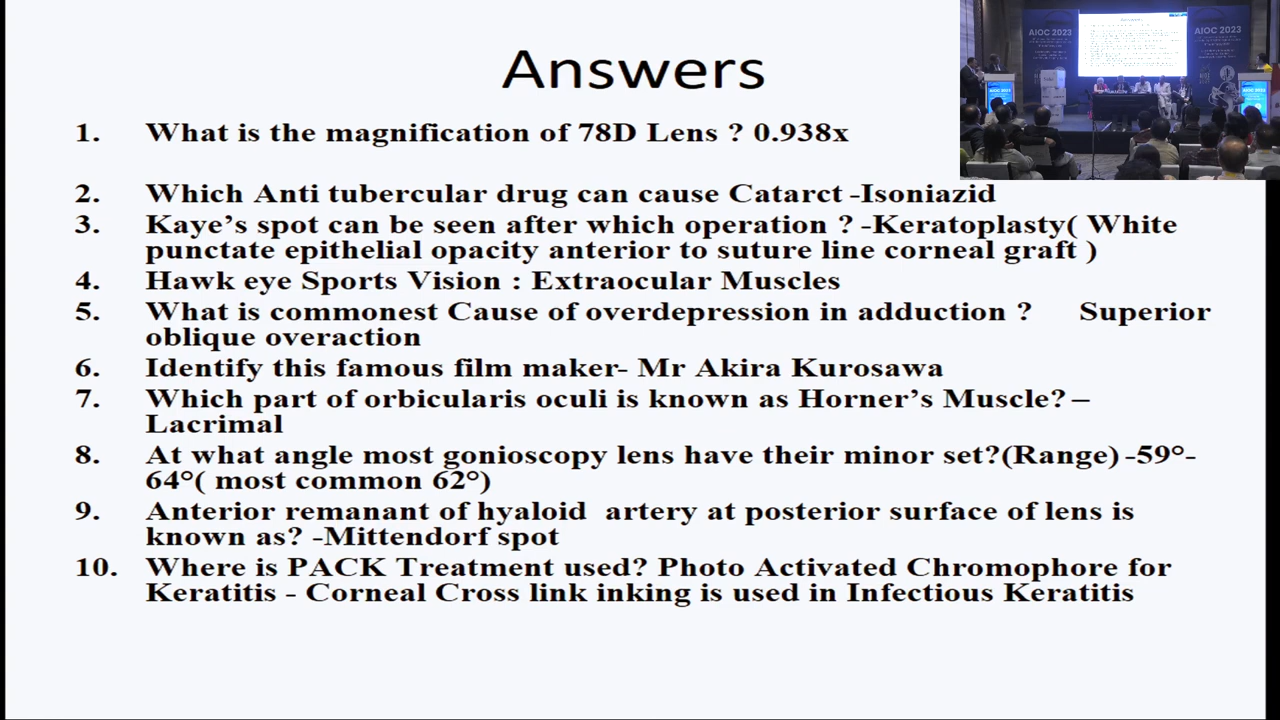 Answers
1. What is the magnification of 78D Lens ? 0.938x
2. Which Anti tubercular drug can cause Catarct -Isoniazid
3. Kaye's spot can be seen after which operation ? -Keratoplasty( White
punctate epithelial opacity anterior to suture line corneal graft )
4. Hawk eye Sports Vision : Extraocular Muscles
5. What is commonest Cause of overdepression in adduction ? Superior
oblique overaction
6. Identify this famous film maker- Mr Akira Kurosawa
7. Which part of orbicularis oculi is known as Horner's Muscle? –
Lacrimal
8. At what angle most gonioscopy lens have their minor set?(Range) -59°-
64°( most common 62°)
9. Anterior remanant of hyaloid artery at posterior surface of lens is
known as? -Mittendorf spot
10. Where is PACK Treatment used? Photo Activated Chromophore for
Keratitis - Corneal Cross link inking is used in Infectious Keratitis
AIOC 2023
AIOC 2023
AIOC 2023
AIOC 2023